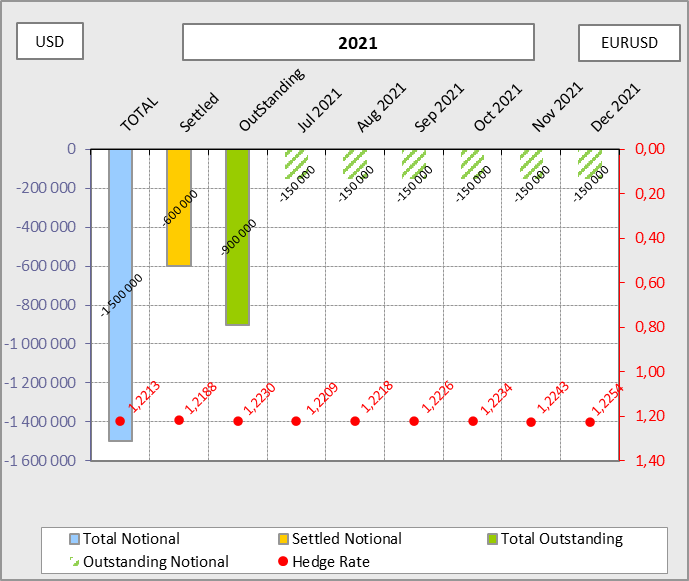 USD
2021
EURUSD
TOTAL
Settled
OutStanding
Jul 2021
Aug 2021
Sep 2021
Oct 2021
Nov 2021
Dec 2021
0
-200 000
-400 000
-600 000
-800 000
-1 000 000
-1 200 000
-1 400 000
-1 600 000
-1 500 000
-600 000
-900 000
-150 000
-150 000
-150 000
-150 000
-150 000
-150 000
1,2213
1,2188
1,2230
1,2209
1,2218
1,2226
1,2234
1,2243
1,2254
0,00
0,20
0,40
0,60
0,80
1,00
1,20
1,40
Total Notional
Settled Notional
Total Outstanding
Outstanding Notional
Hedge Rate